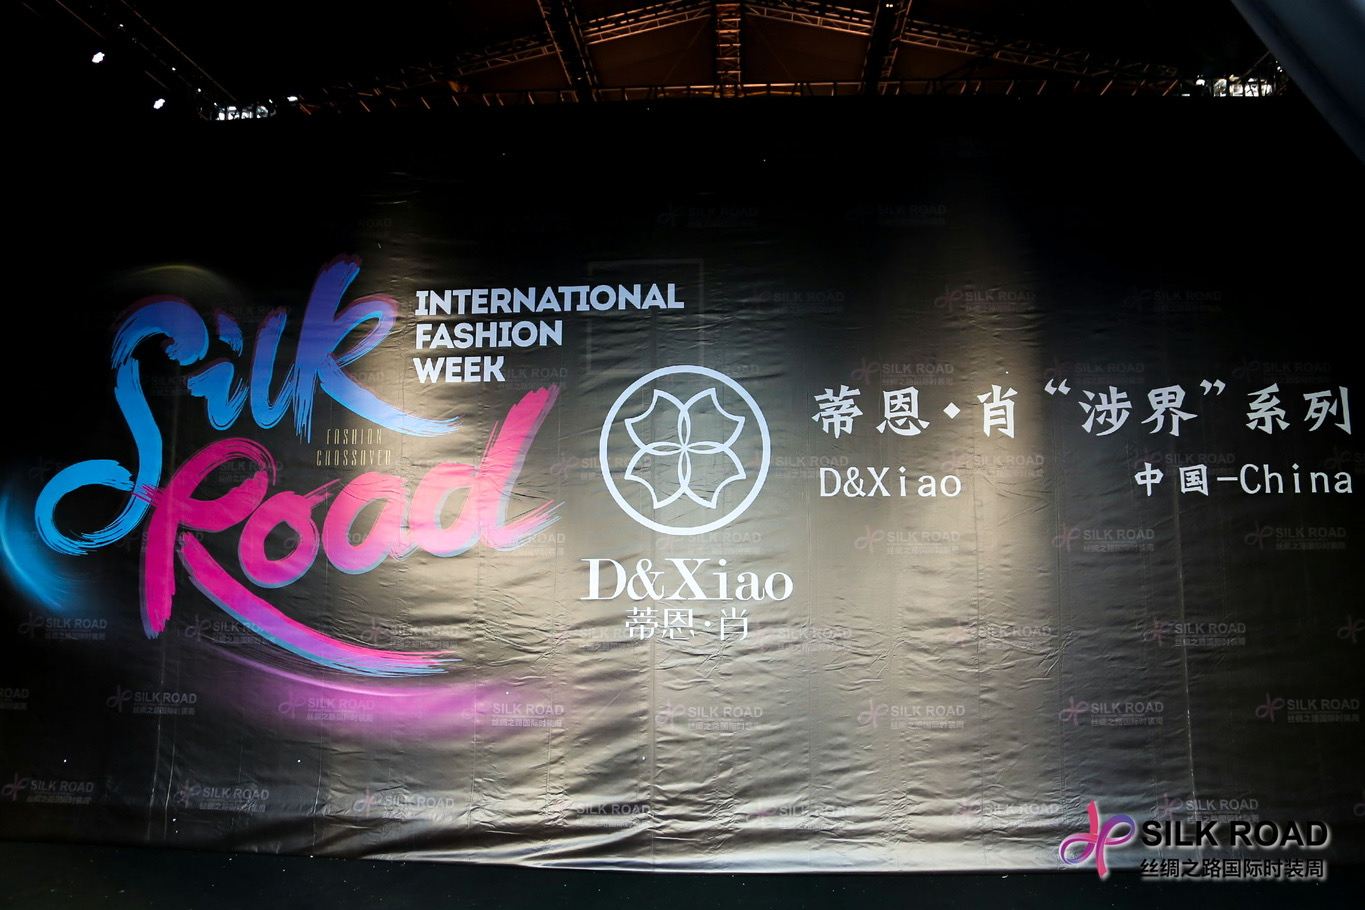 Silk
Road
INTERNATIONAL
FASHION
WEEK
FASHION
CROSSOVER
D&Xiao
蒂恩·肖
蒂恩·肖“涉界”系列
D&Xiao 中国-China
SILK ROAD
丝绸之路国际时装周